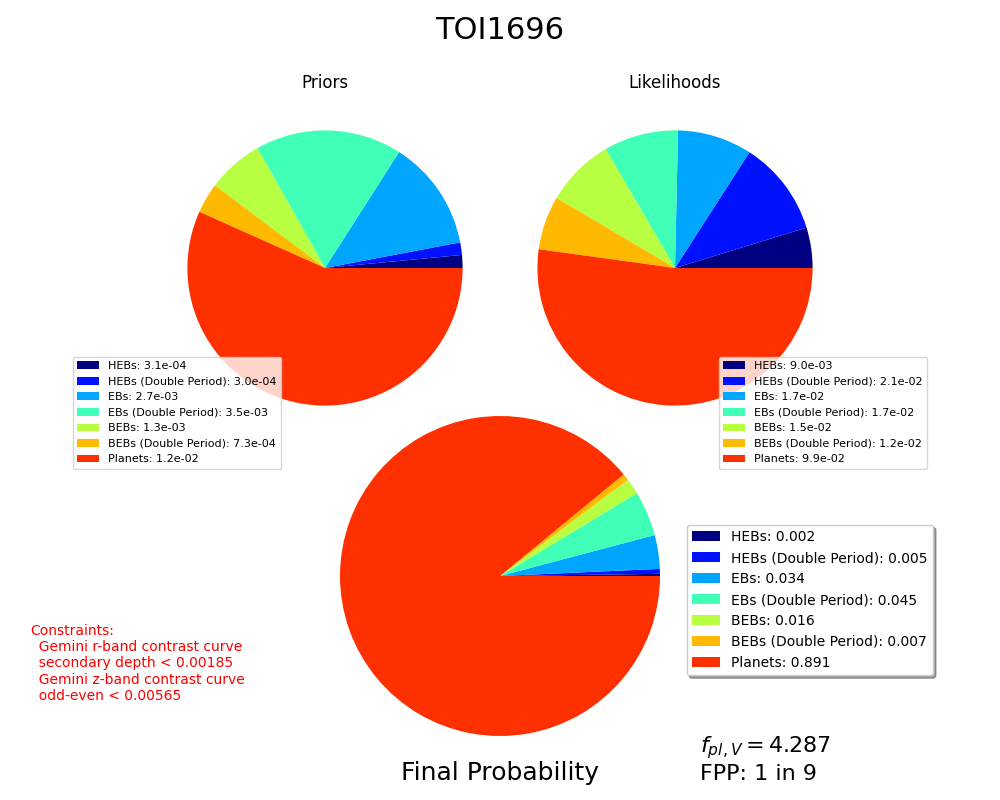 TOI1696
Priors
Likelihoods
HEBs: 3.1e-04
HEBs (Double Period): 3.0e-04
EBs: 2.7e-03
EBs (Double Period): 3.5e-03
BEBs: 1.3e-03
BEBs (Double Period): 7.3e-04
Planets: 1.2e-02
HEBs: 9.0e-03
HEBs (Double Period): 2.1e-02
EBs: 1.7e-02
EBs (Double Period): 1.7e-02
BEBs: 1.5e-02
BEBs (Double Period): 1.2e-02
Planets: 9.9e-02
HEBs: 0.002
HEBs (Double Period): 0.005
EBs: 0.034
EBs (Double Period): 0.045
BEBs: 0.016
BEBs (Double Period): 0.007
Planets: 0.891
Constraints:
Gemini r-band contrast curve
secondary depth < 0.00185
Gemini z-band contrast curve
odd-even < 0.00565
Final Probability
f_{pl,V} = 4.287
FPP: 1 in 9